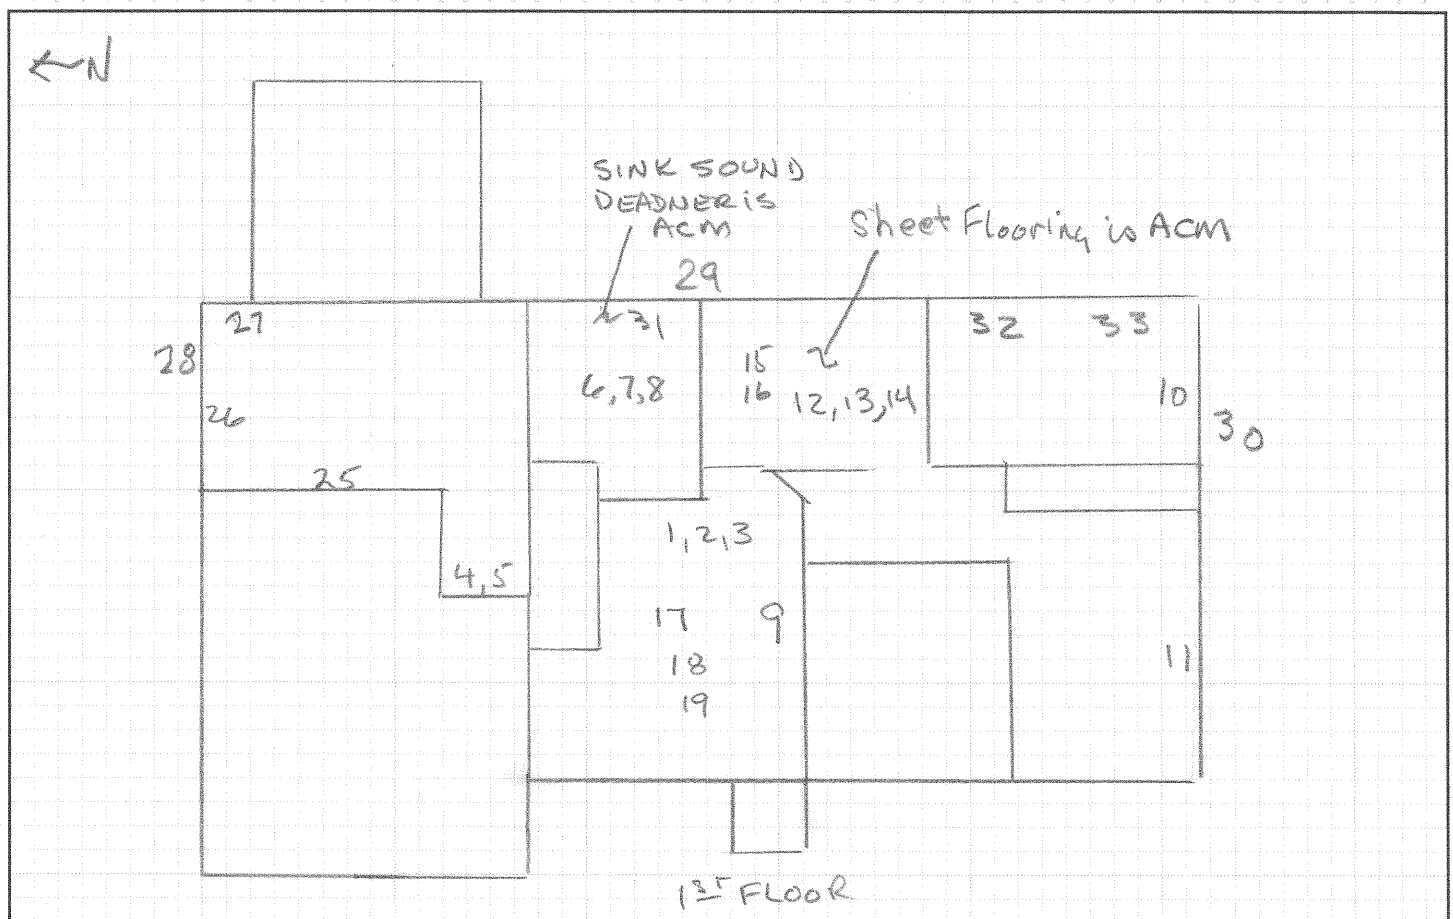 ←N
SINK SOUND
DEADNER is
ACM
Sheet Flooring is ACM
29
27
31
32 33
28
15
6,7,8
16
12, 13, 14
10
26
30
25
1, 2, 3
4, 5
17
9
18
11
19
1ST FLOOR